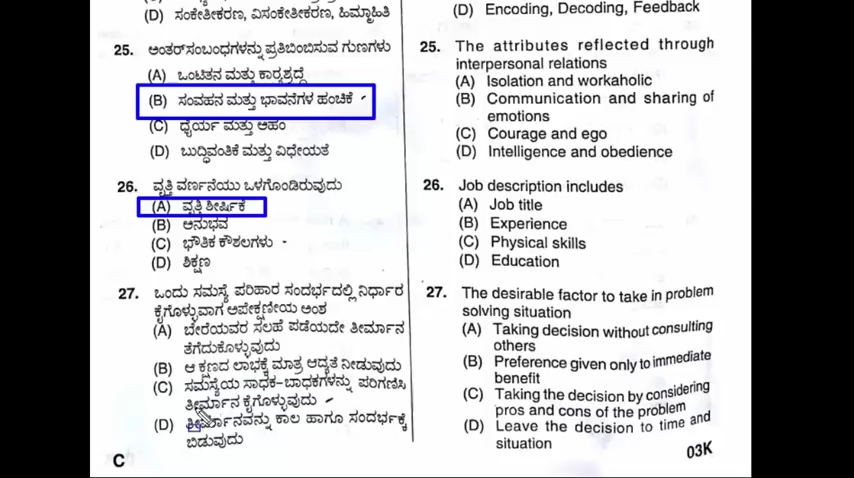 (D) ಸಂಕೇತೀಕರಣ, ವಿಸಂಕೇತೀಕರಣ, ಹಿಮ್ಮಾಹಿತಿ
25. ಅಂತರ್‌ಸಂಬಂಧಗಳನ್ನು ಪ್ರತಿಬಿಂಬಿಸುವ ಗುಣಗಳು
(A) ಒಂಟಿತನ ಮತ್ತು ಕಾರ್‍ಯಶ್ರದ್ಧೆ
(B) ಸಂವಹನ ಮತ್ತು ಭಾವನೆಗಳ ಹಂಚಿಕೆ
(C) ಧೈರ್ಯ ಮತ್ತು ಅಹಂ
(D) ಬುದ್ಧಿವಂತಿಕೆ ಮತ್ತು ವಿಧೇಯತೆ
26. ವೃತ್ತಿ ವರ್ಣನೆಯು ಒಳಗೊಂಡಿರುವುದು
(A) ವೃತ್ತಿ ಶೀರ್ಷಿಕೆ
(B) ಅನುಭವ
(C) ಭೌತಿಕ ಕೌಶಲಗಳು
(D) ಶಿಕ್ಷಣ
27. ಒಂದು ಸಮಸ್ಯೆ ಪರಿಹಾರ ಸಂದರ್ಭದಲ್ಲಿ ನಿರ್ಧಾರ
ಕೈಗೊಳ್ಳುವಾಗ ಅಪೇಕ್ಷಣೀಯ ಅಂಶ
(A) ಬೇರೆಯವರ ಸಲಹೆ ಪಡೆಯದೇ ತೀರ್ಮಾನ
ತೆಗೆದುಕೊಳ್ಳುವುದು
(B) ಆ ಕ್ಷಣದ ಲಾಭಕ್ಕೆ ಮಾತ್ರ ಆದ್ಯತೆ ನೀಡುವುದು
(C) ಸಮಸ್ಯೆಯ ಸಾಧಕ-ಬಾಧಕಗಳನ್ನು ಪರಿಗಣಿಸಿ
ತೀರ್ಮಾನ ಕೈಗೊಳ್ಳುವುದು
(D) ತೀರ್ಮಾನವನ್ನು ಕಾಲ ಹಾಗೂ ಸಂದರ್ಭಕ್ಕೆ
ಬಿಡುವುದು
C
(D) Encoding, Decoding, Feedback
25. The attributes reflected through
interpersonal relations
(A) Isolation and workaholic
(B) Communication and sharing of
emotions
(C) Courage and ego
(D) Intelligence and obedience
26. Job description includes
(A) Job title
(B) Experience
(C) Physical skills
(D) Education
27. The desirable factor to take in problem
solving situation
(A) Taking decision without consulting
others
(B) Preference given only to immediate
benefit
(C) Taking the decision by considering
pros and cons of the problem
(D) Leave the decision to time and
situation
03K